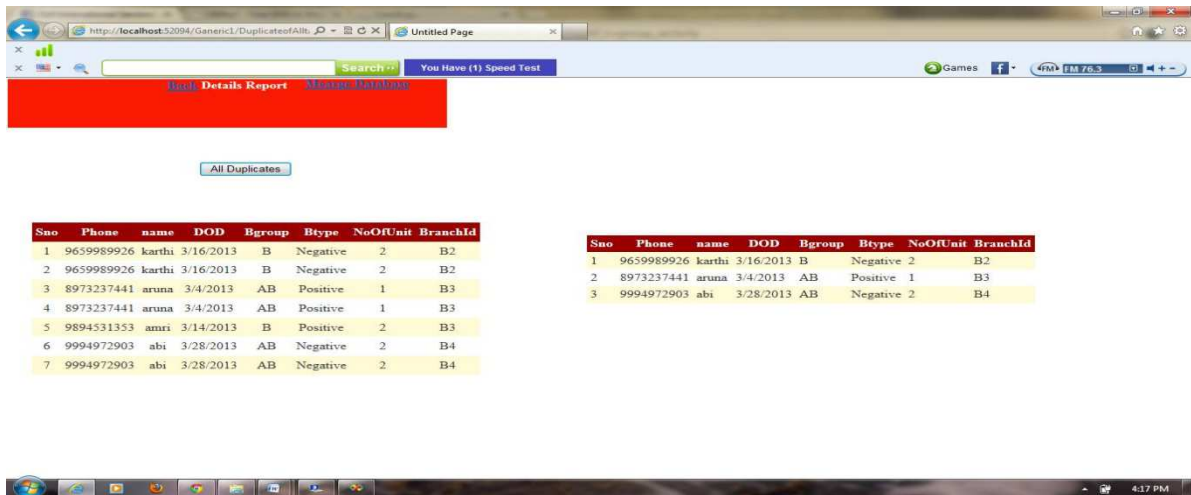 http://localhost:52094/Ganeric1/DuplicateofAllt
Untitled Page
Search
You Have (1) Speed Test
Games
FM
FM 76.3
Back Details Report
Database
All Duplicates
Sno Phone name DOD Bgroup Btype NoOfUnit BranchId
1 9659989926 karthi 3/16/2013 B Negative 2 B2
2 9659989926 karthi 3/16/2013 B Negative 2 B2
3 8973237441 aruna 3/4/2013 AB Positive 1 B3
4 8973237441 aruna 3/4/2013 AB Positive 1 B3
5 9894531353 amri 3/14/2013 B Positive 2 B3
6 9994972903 abi 3/28/2013 AB Negative 2 B4
7 9994972903 abi 3/28/2013 AB Negative 2 B4
Sno Phone name DOD Bgroup Btype NoOfUnit BranchId
1 9659989926 karthi 3/16/2013 B Negative 2 B2
2 8973237441 aruna 3/4/2013 AB Positive 1 B3
3 9994972903 abi 3/28/2013 AB Negative 2 B4
4:17 PM